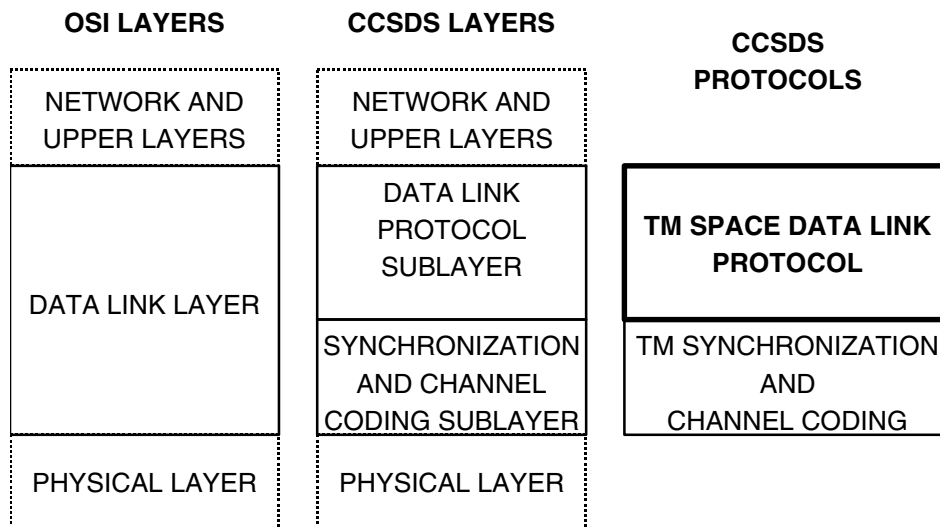 OSI LAYERS
NETWORK AND
UPPER LAYERS
DATA LINK LAYER
PHYSICAL LAYER
CCSDS LAYERS
NETWORK AND
UPPER LAYERS
DATA LINK
PROTOCOL
SUBLAYER
SYNCHRONIZATION
AND CHANNEL
CODING SUBLAYER
PHYSICAL LAYER
CCSDS
PROTOCOLS
TM SPACE DATA LINK
PROTOCOL
TM SYNCHRONIZATION
AND
CHANNEL CODING